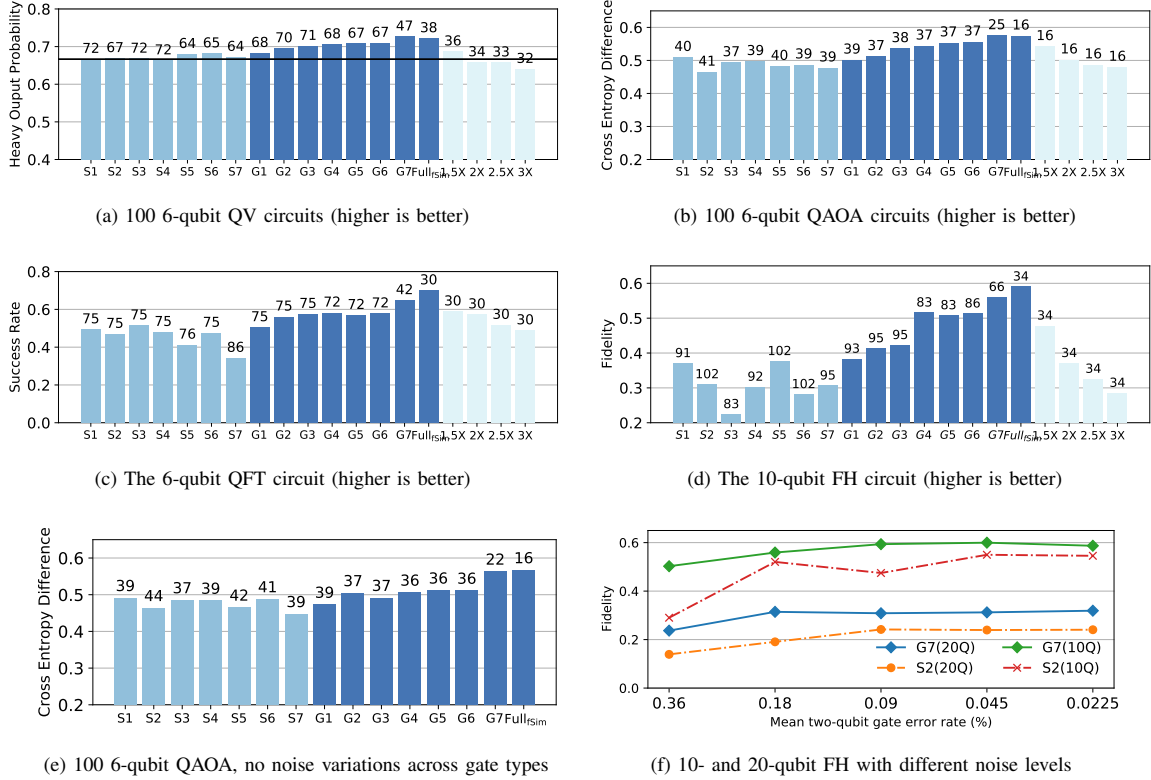 Heavy Ouput Probability
0.8
0.7
0.6
0.5
0.4
72 67 72 72 64 65 64 68 70 71 68 67 67 47 38 36 34 33 32
S1 S2 S3 S4 S5 S6 S7 G1 G2 G3 G4 G5 G6 G7 FullfSim 1.5X 2X 2.5X 3X
(a) 100 6-qubit QV circuits (higher is better)
Cross Entropy Difference
0.6
0.5
0.4
0.3
0.2
40 41 37 39 40 39 39 39 37 38 37 37 37 25 16 16 16 16 16
S1 S2 S3 S4 S5 S6 S7 G1 G2 G3 G4 G5 G6 G7 FullfSim 1.5X 2X 2.5X 3X
(b) 100 6-qubit QAOA circuits (higher is better)
Success Rate
0.8
0.6
0.4
0.2
0.0
75 75 75 75 76 75 86 75 75 75 72 72 72 42 30 30 30 30 30
S1 S2 S3 S4 S5 S6 S7 G1 G2 G3 G4 G5 G6 G7 FullfSim 1.5X 2X 2.5X 3X
(c) The 6-qubit QFT circuit (higher is better)
Fidelity
0.6
0.5
0.4
0.3
0.2
91 102 83 92 102 102 95 93 95 95 83 83 86 66 34 34 34 34 34
S1 S2 S3 S4 S5 S6 S7 G1 G2 G3 G4 G5 G6 G7 FullfSim 1.5X 2X 2.5X 3X
(d) The 10-qubit FH circuit (higher is better)
Cross Entropy Difference
0.6
0.5
0.4
0.3
0.2
39 44 37 39 42 41 39 39 37 37 36 36 36 22 16
S1 S2 S3 S4 S5 S6 S7 G1 G2 G3 G4 G5 G6 G7 FullfSim
(e) 100 6-qubit QAOA, no noise variations across gate types
Fidelity
0.6
0.4
0.2
0.0
G7(20Q) G7(10Q)
S2(20Q) S2(10Q)
0.36 0.18 0.09 0.045 0.0225
Mean two-qubit gate error rate (%)
(f) 10- and 20-qubit FH with different noise levels